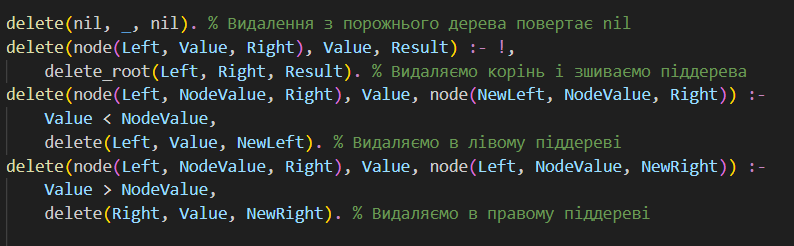 delete(nil, _, nil). % Видалення з порожнього дерева повертає nil
delete(node(Left, Value, Right), Value, Result) :- !,
    delete_root(Left, Right, Result). % Видаляємо корінь і зшиваємо піддерева
delete(node(Left, NodeValue, Right), Value, node(NewLeft, NodeValue, Right)) :-
    Value < NodeValue,
    delete(Left, Value, NewLeft). % Видаляємо в лівому піддереві
delete(node(Left, NodeValue, Right), Value, node(Left, NodeValue, NewRight)) :-
    Value > NodeValue,
    delete(Right, Value, NewRight). % Видаляємо в правому піддереві